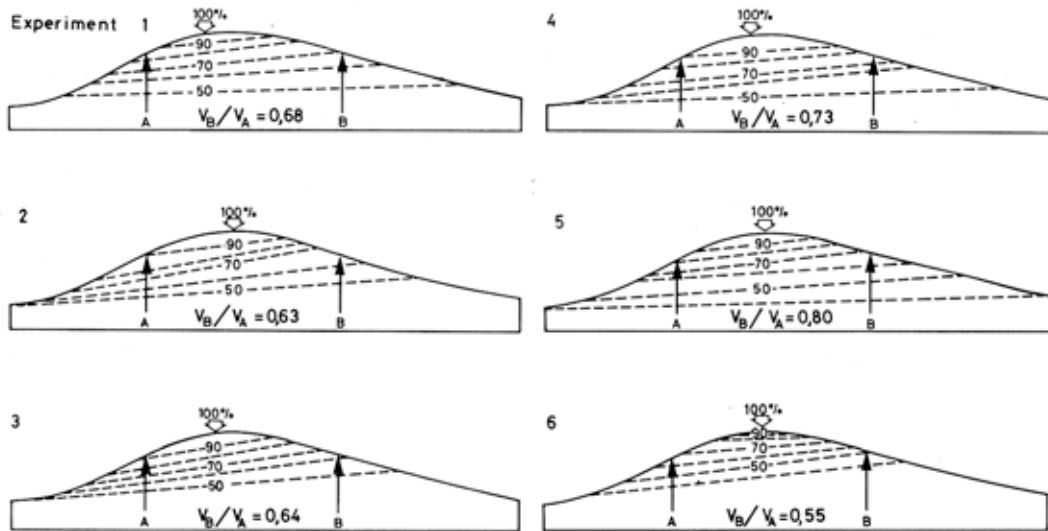 Experiment 1
100%
90
70
50
A
B
V_B/V_A = 0,68
4
100%
90
70
50
A
B
V_B/V_A = 0,73
2
100%
90
70
50
A
B
V_B/V_A = 0,63
5
100%
90
70
50
A
B
V_B/V_A = 0,80
3
100%
90
70
50
A
B
V_B/V_A = 0,64
6
100%
90
70
50
A
B
V_B/V_A = 0,55